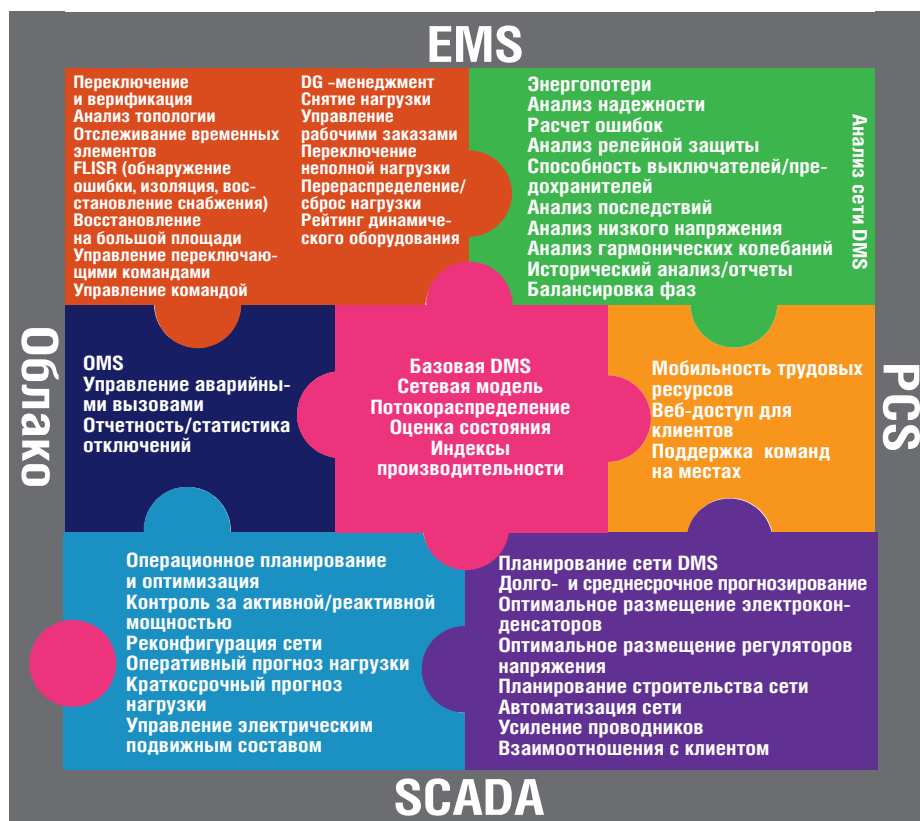 EMS
Переключение
и верификация
Анализ топологии
Отслеживание временных
элементов
FLISR (обнаружение
ошибки, изоляция, вос-
становление снабжения)
Восстановление
на большой площади
Управление переключаю-
щими командами
Управление командой
DG -менеджмент
Снятие нагрузки
Управление
рабочими заказами
Переключение
неполной нагрузки
Перераспределение/
сброс нагрузки
Рейтинг динамиче-
ского оборудования
Энергопотери
Анализ надежности
Расчет ошибок
Анализ релейной защиты
Способность выключателей/пре-
дохранителей
Анализ последствий
Анализ низкого напряжения
Анализ гармонических колебаний
Исторический анализ/отчеты
Балансировка фаз
Анализ сети DMS
Облако
OMS
Управление аварийны-
ми вызовами
Отчетность/статистика
отключений
Базовая DMS
Сетевая модель
Потокораспределение
Оценка состояния
Индексы
производительности
Мобильность трудовых
ресурсов
Веб-доступ для
клиентов
Поддержка команд
на местах
PCS
Операционное планирование
и оптимизация
Контроль за активной/реактивной
мощностью
Реконфигурация сети
Оперативный прогноз нагрузки
Краткосрочный прогноз
нагрузки
Управление электрическим
подвижным составом
Планирование сети DMS
Долго- и среднесрочное прогнозирование
Оптимальное размещение электрокон-
денсаторов
Оптимальное размещение регуляторов
напряжения
Планирование строительства сети
Автоматизация сети
Усиление проводников
Взаимоотношения с клиентом
SCADA